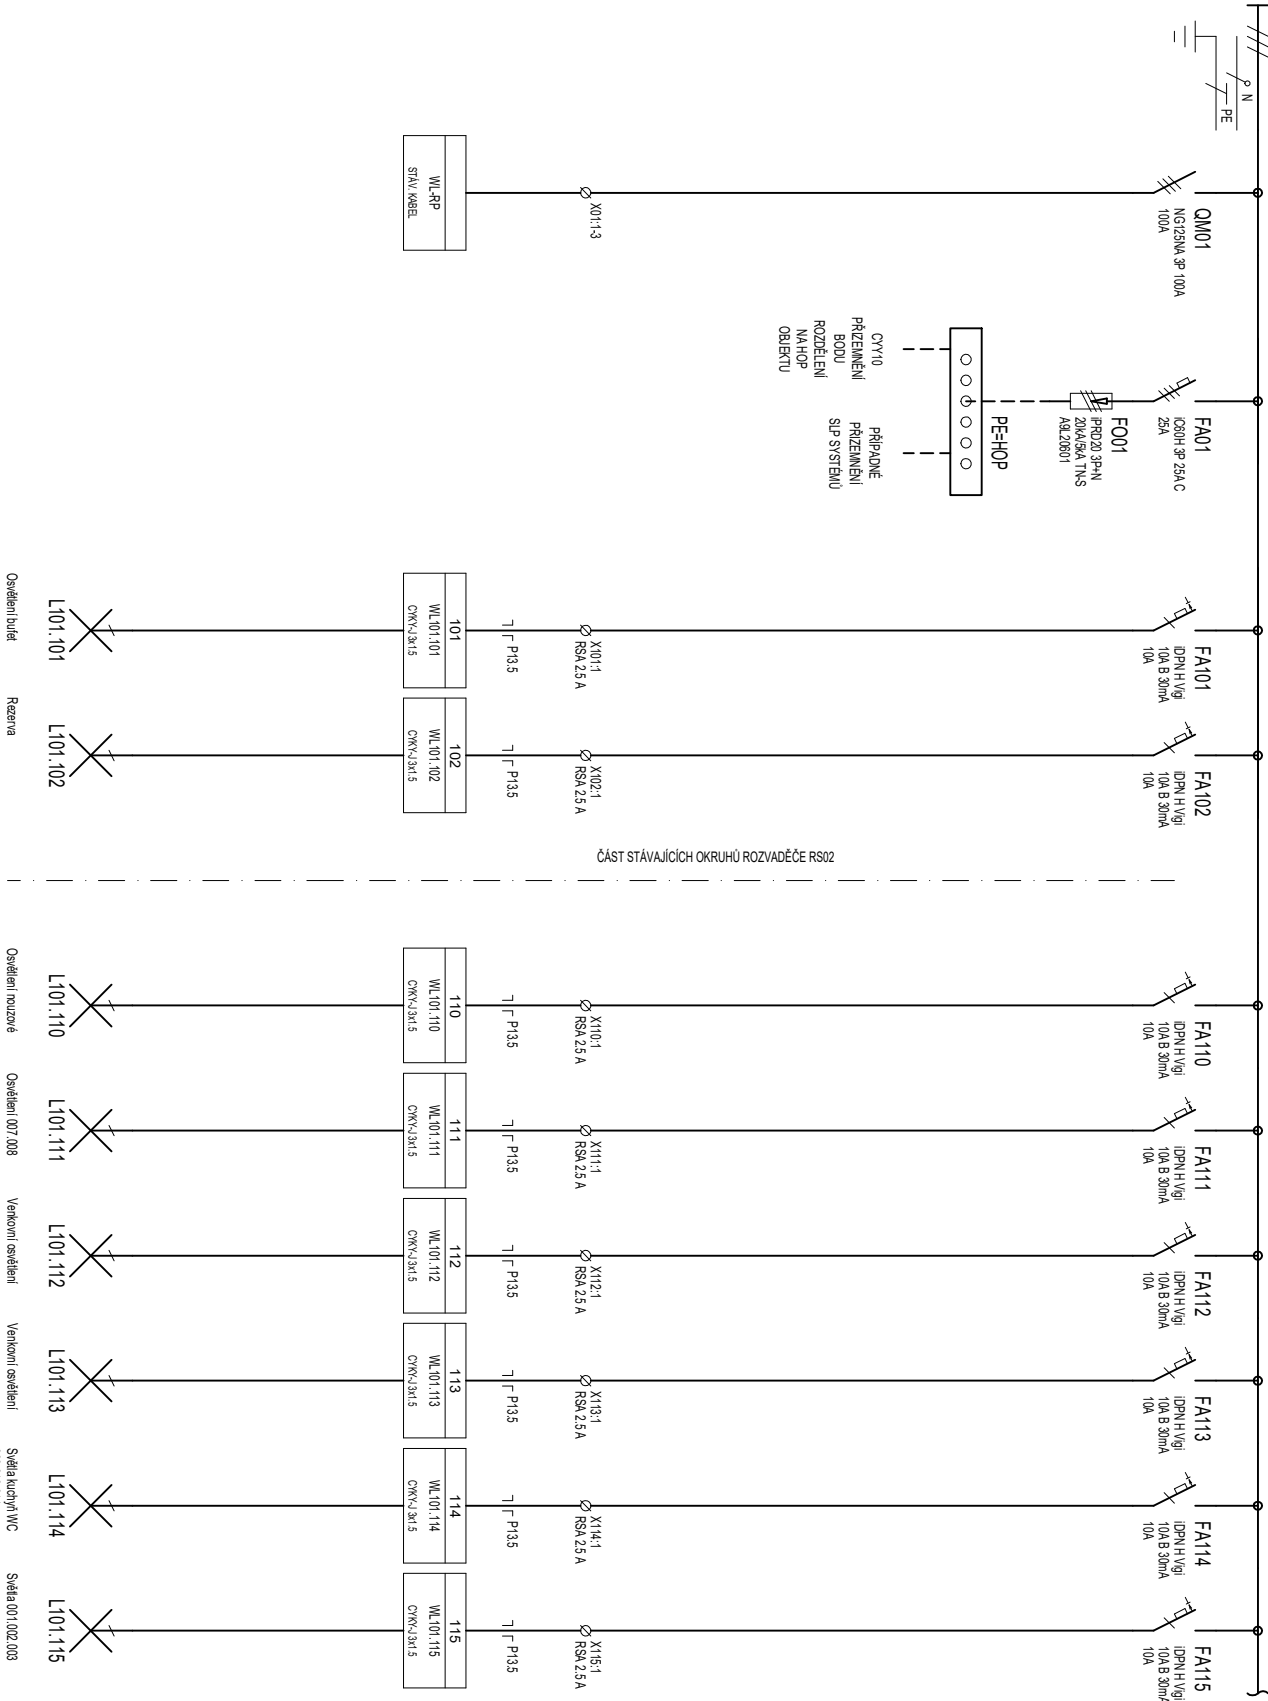 N
PE
QM01
NG125NA 3P 100A
100A
X01:1-3
WL-RP
STÁV. KABEL
FA01
iC60H 3P 25A C
25A
FO01
iPRD20 3P+N
20kA/5kA TN-S
A9L20601
PE=HOP
CYY10
PŘIZEMNĚNÍ
BODU
ROZDĚLENÍ
NA HOP
OBJEKTU
PŘÍPADNÉ
PŘIZEMNĚNÍ
SLP SYSTÉMŮ
FA101
iDPN H Vigi
10A B 30mA
10A
X101:1
RSA 2.5 A
P13.5
101
WL101.101
CYKY-J 3x1.5
L101.101
Osvětlení bufet
FA102
iDPN H Vigi
10A B 30mA
10A
X102:1
RSA 2.5 A
P13.5
102
WL101.102
CYKY-J 3x1.5
L101.102
Rezerva
ČÁST STÁVAJÍCÍCH OKRUHŮ ROZVADĚČE RS02
FA110
iDPN H Vigi
10A B 30mA
10A
X110:1
RSA 2.5 A
P13.5
110
WL101.110
CYKY-J 3x1.5
L101.110
Osvětlení nouzové
FA111
iDPN H Vigi
10A B 30mA
10A
X111:1
RSA 2.5 A
P13.5
111
WL101.111
CYKY-J 3x1.5
L101.111
Osvětlení 007.008
FA112
iDPN H Vigi
10A B 30mA
10A
X112:1
RSA 2.5 A
P13.5
112
WL101.112
CYKY-J 3x1.5
L101.112
Venkovní osvětlení
FA113
iDPN H Vigi
10A B 30mA
10A
X113:1
RSA 2.5 A
P13.5
113
WL101.113
CYKY-J 3x1.5
L101.113
Venkovní osvětlení
FA114
iDPN H Vigi
10A B 30mA
10A
X114:1
RSA 2.5 A
P13.5
114
WL101.114
CYKY-J 3x1.5
L101.114
Světla kuchyň WC
FA115
iDPN H Vigi
10A B 30mA
10A
X115:1
RSA 2.5 A
P13.5
115
WL101.115
CYKY-J 3x1.5
L101.115
Světla 001.002.003